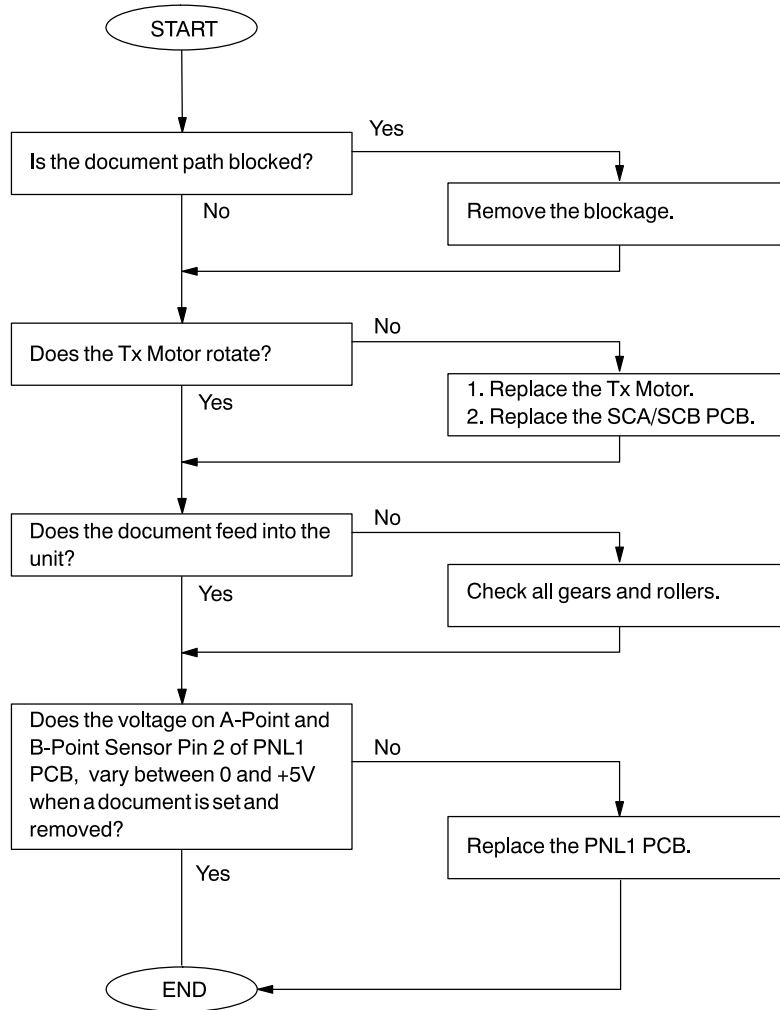 START
Is the document path blocked?
Yes
No
Remove the blockage.
Does the Tx Motor rotate?
No
Yes
1. Replace the Tx Motor.
2. Replace the SCA/SCB PCB.
Does the document feed into the
unit?
No
Yes
Check all gears and rollers.
Does the voltage on A-Point and
B-Point Sensor Pin 2 of PNL1
PCB, vary between 0 and +5V
when a document is set and
removed?
No
Yes
Replace the PNL1 PCB.
END